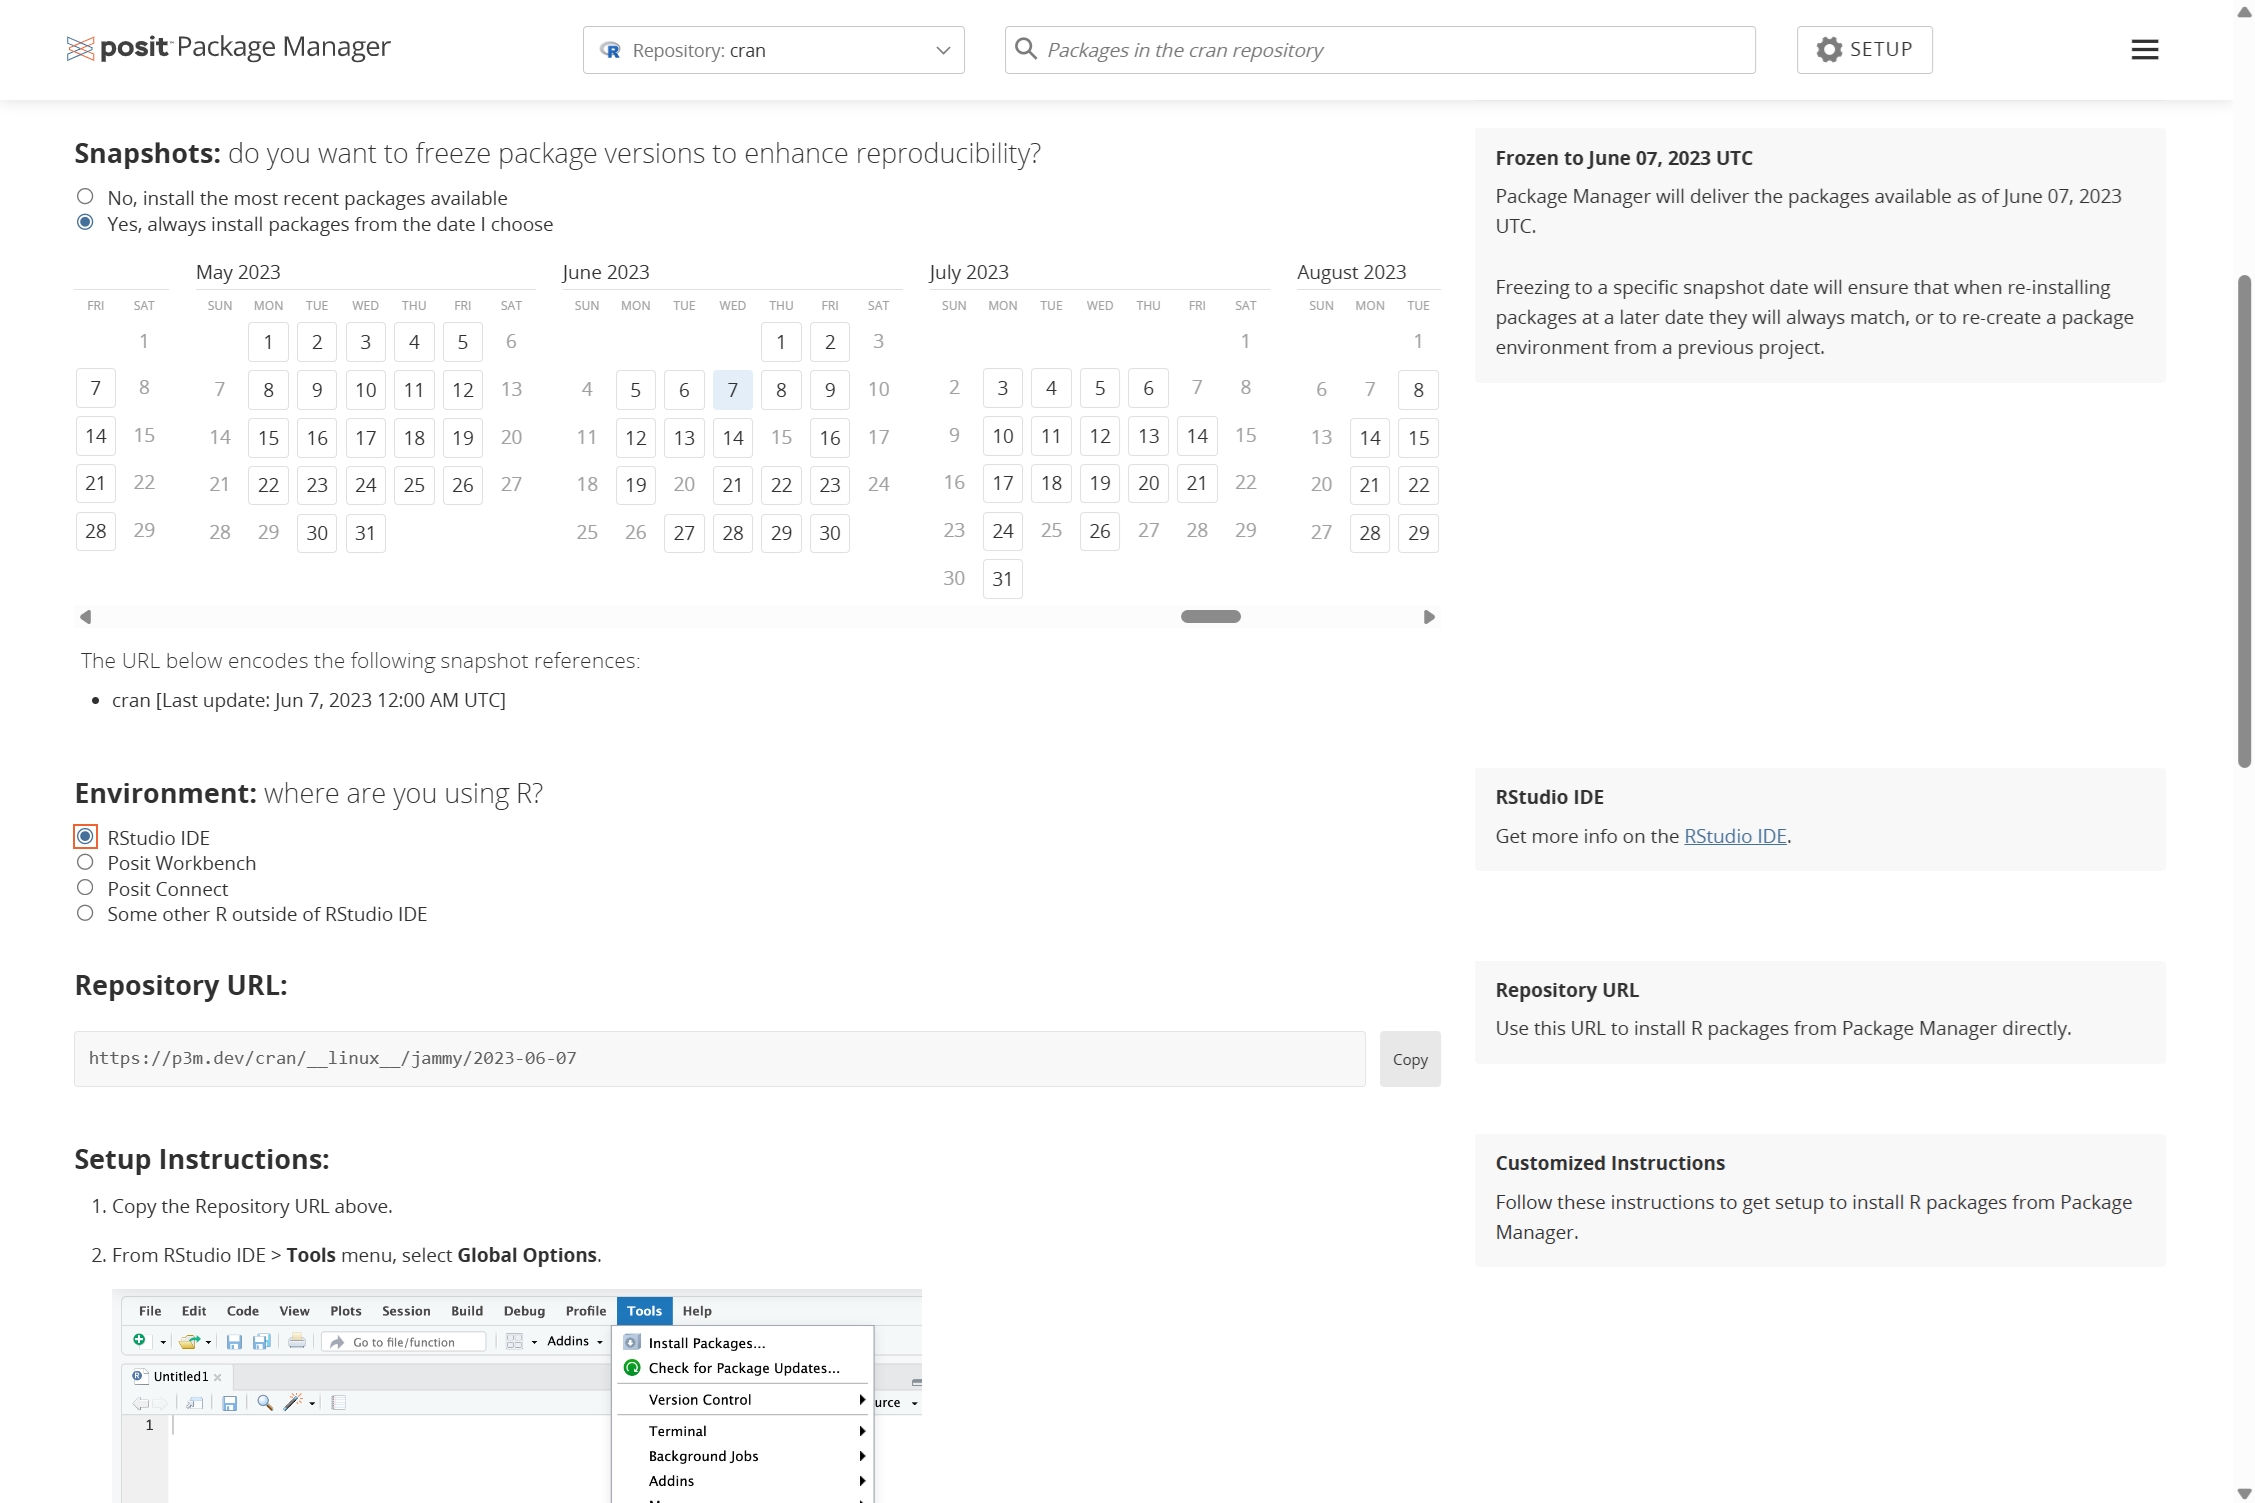 posit Package Manager
Repository: cran
Packages in the cran repository
SETUP
Snapshots: do you want to freeze package versions to enhance reproducibility?
No, install the most recent packages available
Yes, always install packages from the date I choose
May 2023 June 2023 July 2023 August 2023
FRI SAT SUN MON TUE WED THU FRI SAT SUN MON TUE WED THU FRI SAT SUN MON TUE WED THU FRI SAT SUN MON TUE
1 1 2 3 4 5 6 1 2 3 1 1
7 8 7 8 9 10 11 12 13 4 5 6 7 8 9 10 2 3 4 5 6 7 8 6 7 8
14 15 14 15 16 17 18 19 20 11 12 13 14 15 16 17 9 10 11 12 13 14 15 13 14 15
21 22 21 22 23 24 25 26 27 18 19 20 21 22 23 24 16 17 18 19 20 21 22 20 21 22
28 29 28 29 30 31 25 26 27 28 29 30 23 24 25 26 27 28 29 27 28 29
30 31
The URL below encodes the following snapshot references:
• cran [Last update: Jun 7, 2023 12:00 AM UTC]
Frozen to June 07, 2023 UTC
Package Manager will deliver the packages available as of June 07, 2023
UTC.
Freezing to a specific snapshot date will ensure that when re-installing
packages at a later date they will always match, or to re-create a package
environment from a previous project.
Environment: where are you using R?
RStudio IDE
Posit Workbench
Posit Connect
Some other R outside of RStudio IDE
RStudio IDE
Get more info on the RStudio IDE.
Repository URL:
https://p3m.dev/cran/__linux__/jammy/2023-06-07
Copy
Repository URL
Use this URL to install R packages from Package Manager directly.
Setup Instructions:
1. Copy the Repository URL above.
2. From RStudio IDE > Tools menu, select Global Options.
Customized Instructions
Follow these instructions to get setup to install R packages from Package
Manager.
File Edit Code View Plots Session Build Debug Profile Tools Help
Go to file/function Addins
Install Packages...
Check for Package Updates...
Untitled1
Version Control
urce
1
Terminal
Background Jobs
Addins